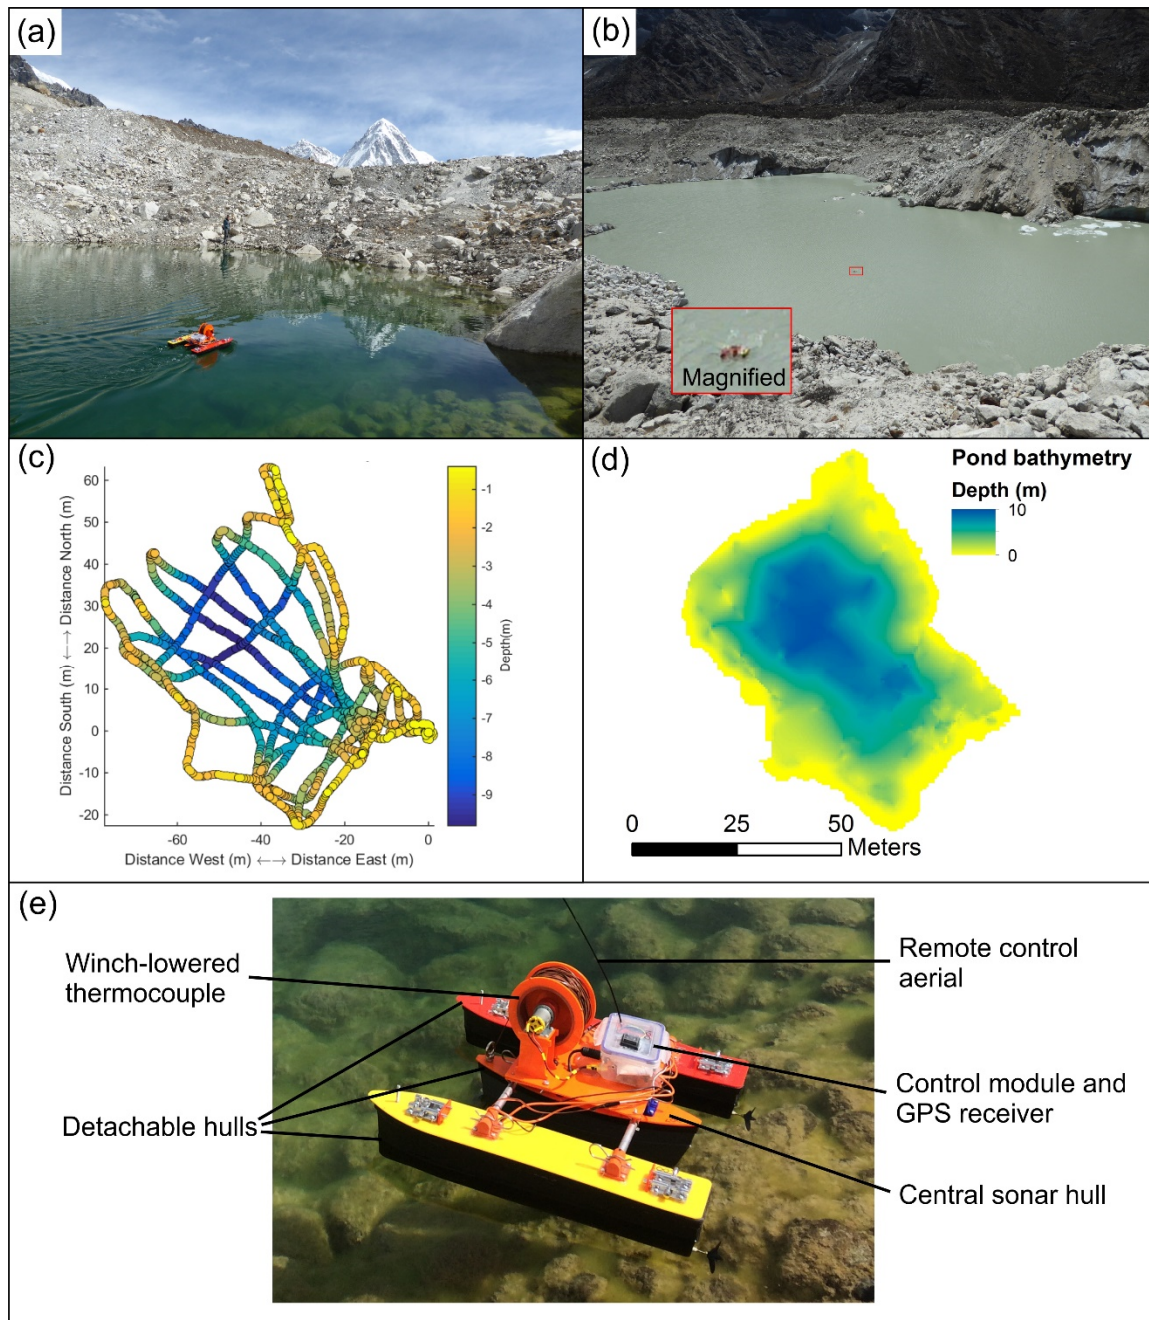 (a)
(b)
Magnified
(c)
Distance South (m) ←→ Distance North (m)
60
50
40
30
20
10
0
-10
-20
-60
-40
-20
0
Distance West (m) ←→ Distance East (m)
-1
-2
-3
-4
-5
-6
-7
-8
-9
Depth(m)
(d)
Pond bathymetry
Depth (m)
10
0
0
25
50
Meters
(e)
Winch-lowered
thermocouple
Detachable hulls
Remote control
aerial
Control module and
GPS receiver
Central sonar hull